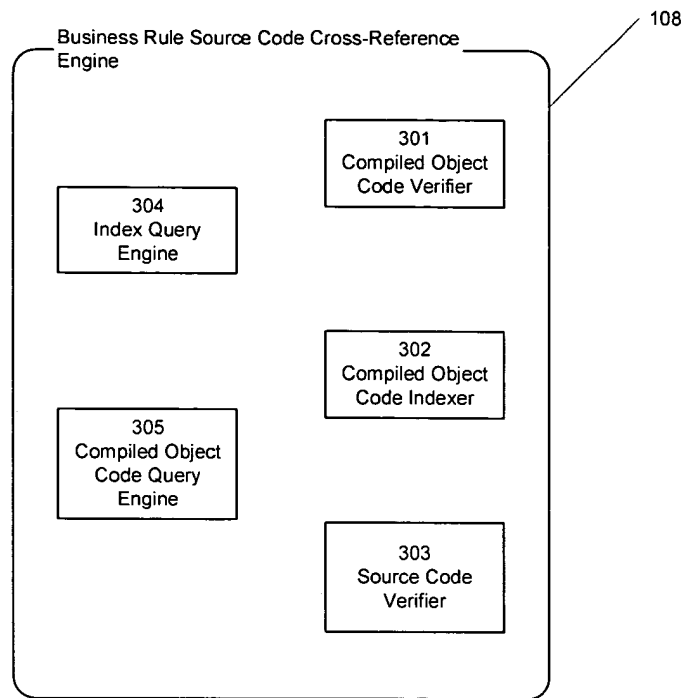 108
Business Rule Source Code Cross-Reference
Engine
301
Compiled Object
Code Verifier
304
Index Query
Engine
302
Compiled Object
Code Indexer
305
Compiled Object
Code Query
Engine
303
Source Code
Verifier